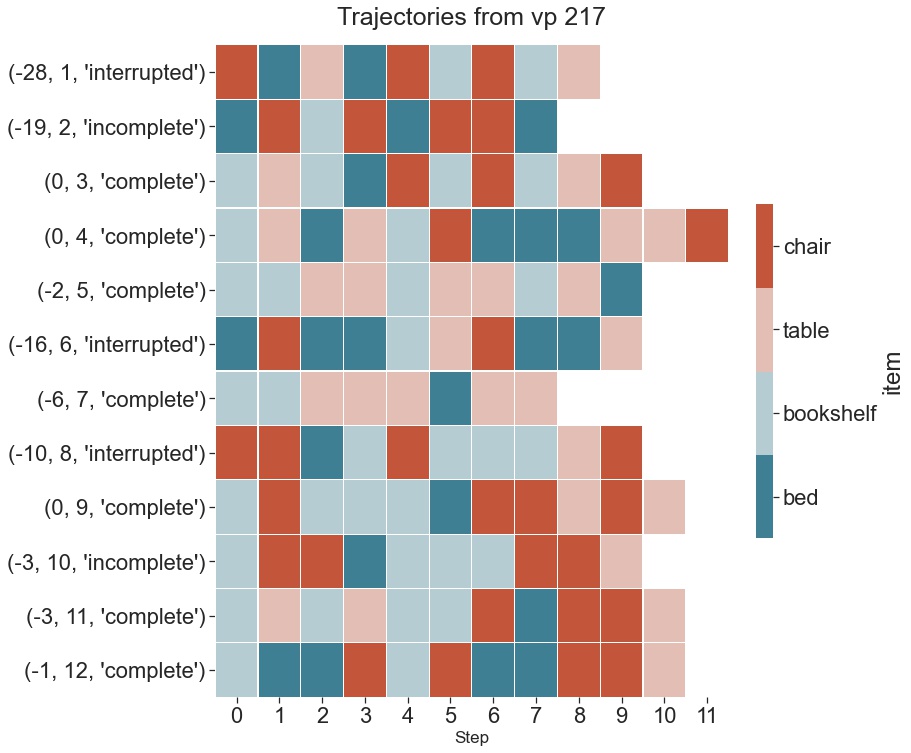 Trajectories from vp 217
(-28, 1, 'interrupted')
(-19, 2, 'incomplete')
(0, 3, 'complete')
(0, 4, 'complete')
(-2, 5, 'complete')
(-16, 6, 'interrupted')
(-6, 7, 'complete')
(-10, 8, 'interrupted')
(0, 9, 'complete')
(-3, 10, 'incomplete')
(-3, 11, 'complete')
(-1, 12, 'complete')
0 1 2 3 4 5 6 7 8 9 10 11
Step
chair
table
bookshelf
bed
item